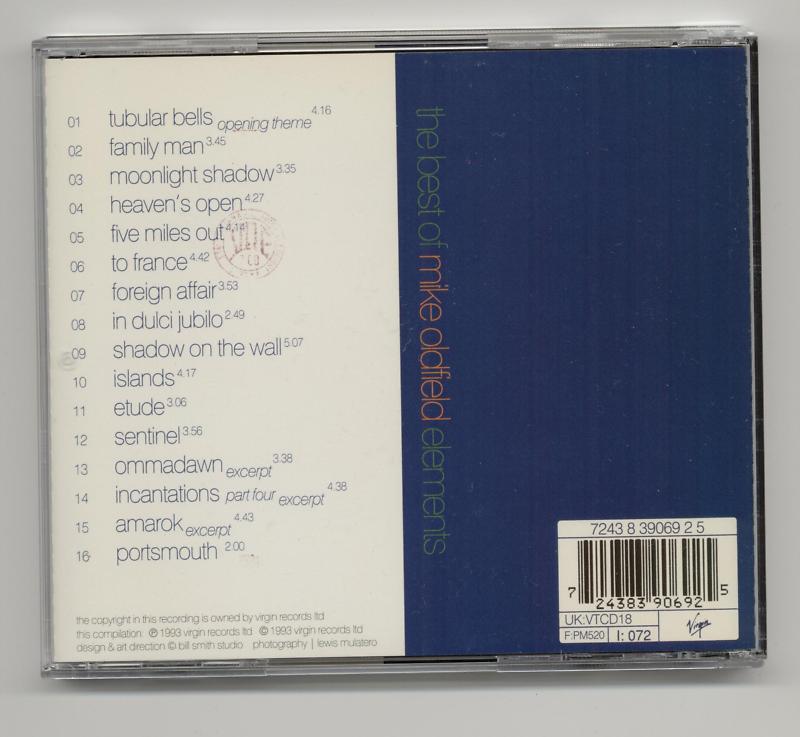 01 tubular bells opening theme 4.16
02 family man 3.45
03 moonlight shadow 3.35
04 heaven's open 4.27
05 five miles out 4.14
06 to france 4.42
07 foreign affair 3.53
08 in dulci jubilo 2.49
09 shadow on the wall 5.07
10 islands 4.17
11 etude 3.06
12 sentinel 3.56
13 ommadawn excerpt 3.38
14 incantations part four excerpt 4.38
15 amarok excerpt 4.43
16 portsmouth 2:00
the copyright in this recording is owned by virgin records ltd
this compilation: ℗ 1993 virgin records ltd © 1993 virgin records ltd
design & art direction © bill smith studio photography | lewis mulatero
the best of mike oldfield elements
7243 8 39069 2 5
7 24383 90692 5
UK:VTCD18
F:PM520 I: 072
Virgin